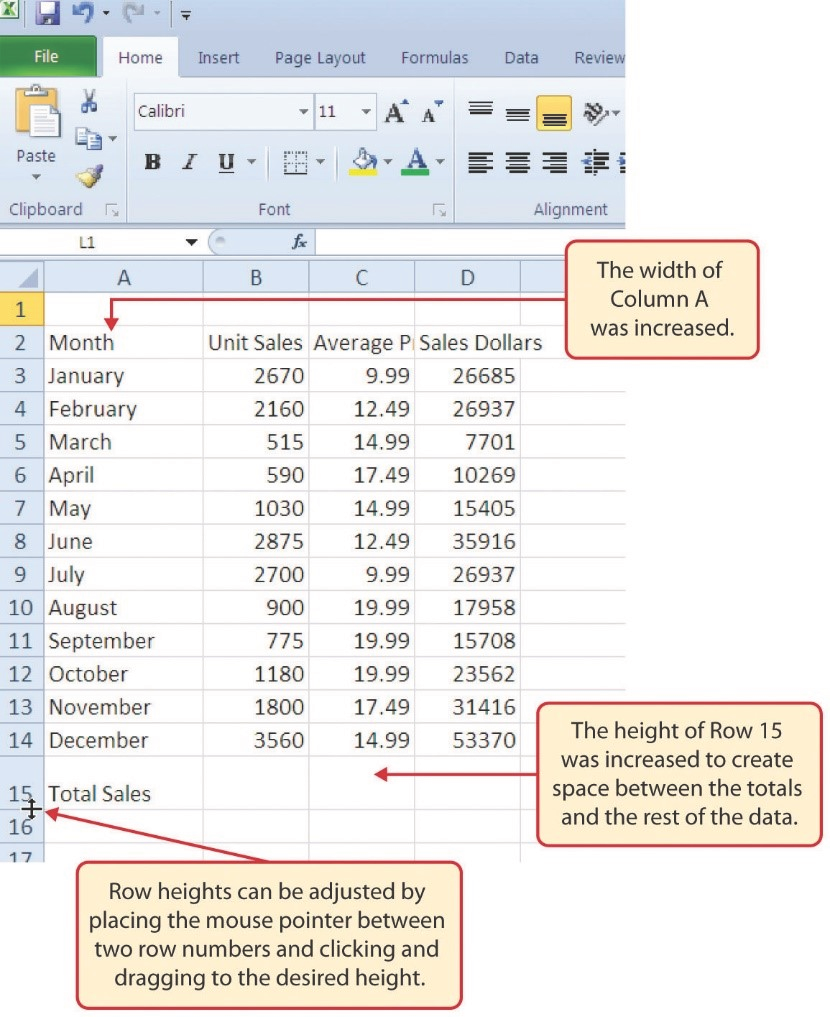 File Home Insert Page Layout Formulas Data Review
Calibri 11 A A
Paste
B I U A
Clipboard Font Alignment
L1 fx
The width of
Column A
was increased.
A B C D
1
2 Month Unit Sales Average P Sales Dollars
3 January 2670 9.99 26685
4 February 2160 12.49 26937
5 March 515 14.99 7701
6 April 590 17.49 10269
7 May 1030 14.99 15405
8 June 2875 12.49 35916
9 July 2700 9.99 26937
10 August 900 19.99 17958
11 September 775 19.99 15708
12 October 1180 19.99 23562
13 November 1800 17.49 31416
14 December 3560 14.99 53370
15 Total Sales
16
17
The height of Row 15
was increased to create
space between the totals
and the rest of the data.
Row heights can be adjusted by
placing the mouse pointer between
two row numbers and clicking and
dragging to the desired height.